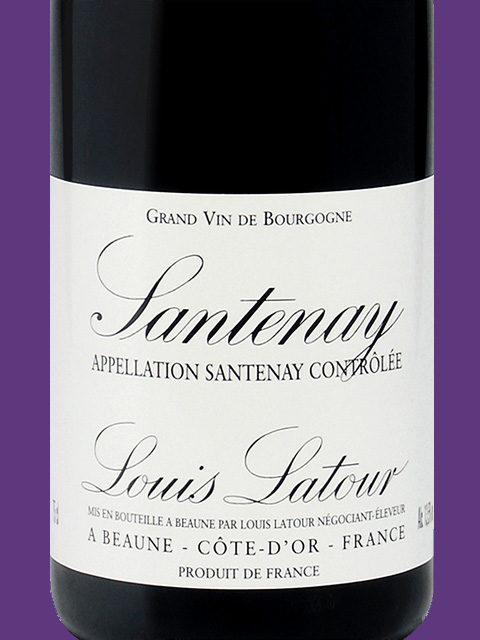 GRAND VIN DE BOURGOGNE
Santenay
APPELLATION SANTENAY CONTRÔLÉE
Louis Latour
MIS EN BOUTEILLE A BEAUNE PAR LOUIS LATOUR NÉGOCIANT-ÉLEVEUR
A BEAUNE - CÔTE-D'OR - FRANCE
PRODUIT DE FRANCE